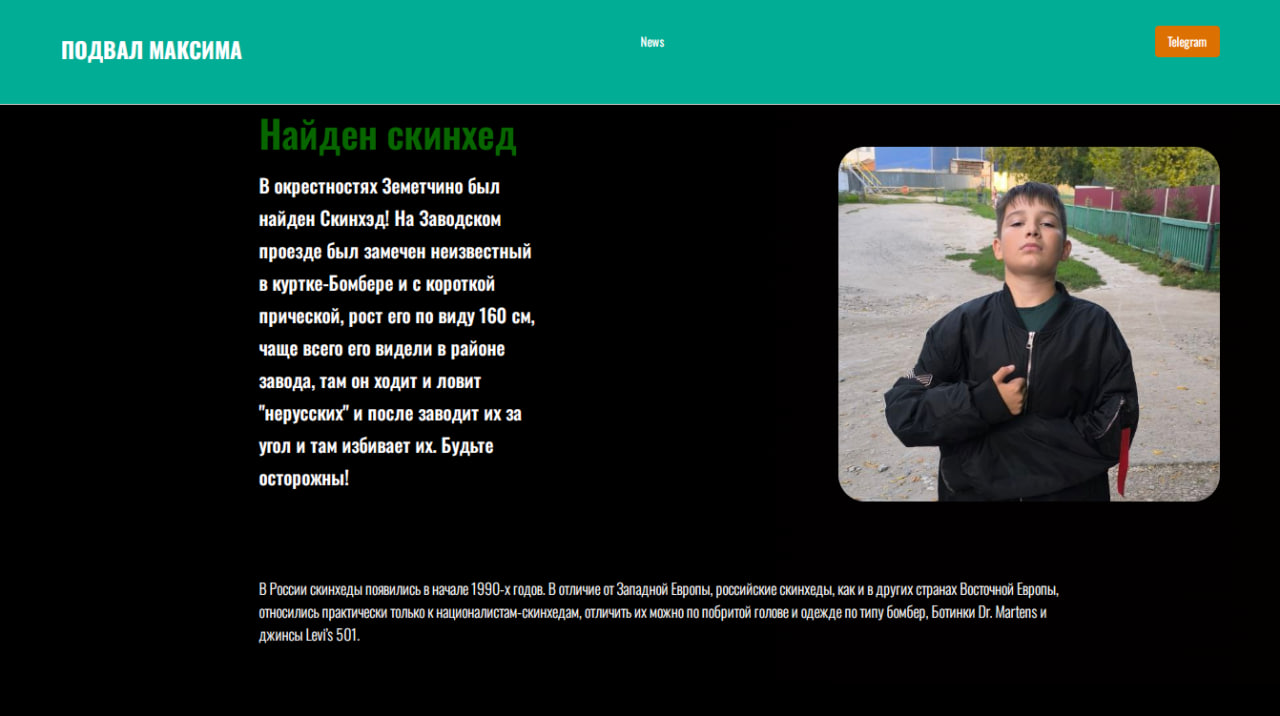 ПОДВАЛ МАКСИМА
News
Telegram
Найден скинхед
В окрестностях Земетчино был
найден Скинхэд! На Заводском
проезде был замечен неизвестный
в куртке-Бомбере и с короткой
прической, рост его по виду 160 см,
чаще всего его видели в районе
завода, там он ходит и ловит
"нерусских" и после заводит их за
угол и там избивает их. Будьте
осторожны!
В России скинхеды появились в начале 1990-х годов. В отличие от Западной Европы, российские скинхеды, как и в других странах Восточной Европы,
относились практически только к националистам-скинхедам, отличить их можно по побритой голове и одежде по типу бомбер, Ботинки Dr. Martens и
джинсы Levi's 501.